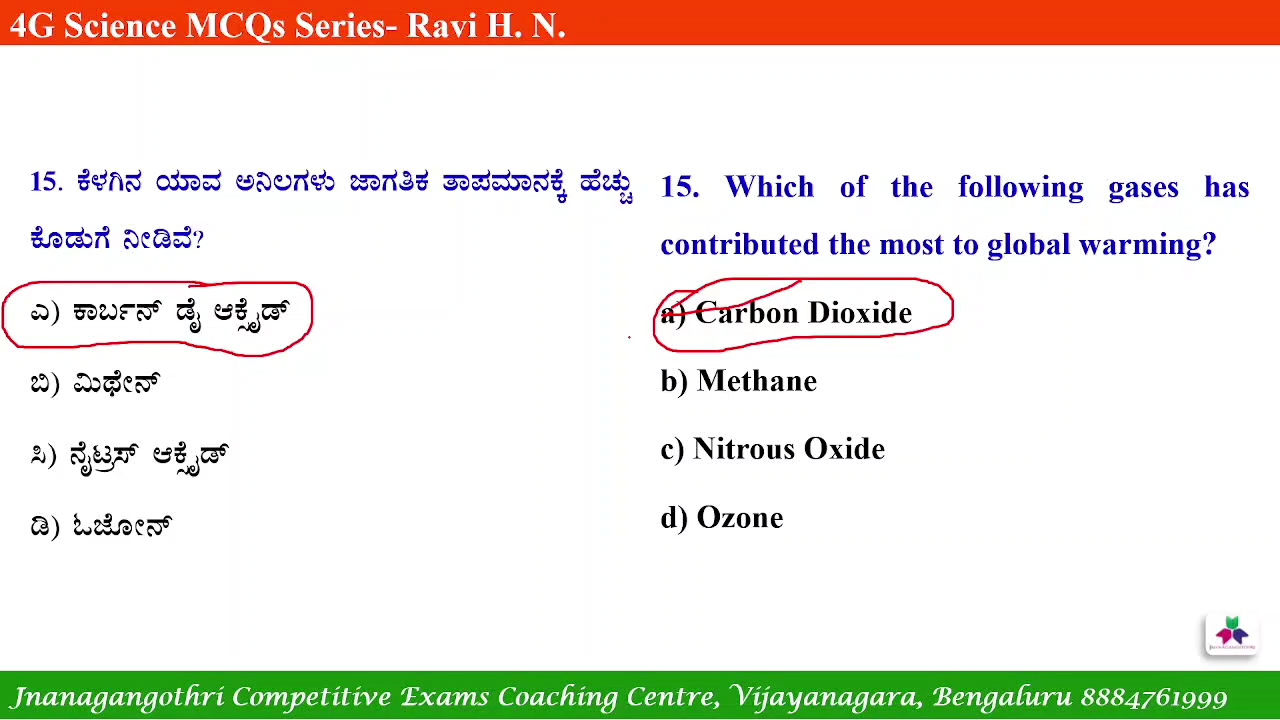 4G Science MCQs Series- Ravi H. N.
15. ಕೆಳಗಿನ ಯಾವ ಅನಿಲಗಳು ಜಾಗತಿಕ ತಾಪಮಾನಕ್ಕೆ ಹೆಚ್ಚು
ಕೊಡುಗೆ ನೀಡಿವೆ?
ಎ) ಕಾರ್ಬನ್ ಡೈ ಆಕ್ಸೈಡ್
ಬಿ) ಮಿಥೇನ್
ಸಿ) ನೈಟ್ರಸ್ ಆಕ್ಸೈಡ್
ಡಿ) ಓಜೋನ್
15. Which of the following gases has
contributed the most to global warming?
a) Carbon Dioxide
b) Methane
c) Nitrous Oxide
d) Ozone
JNANAGANGOTHRI
Jnanagangothri Competitive Exams Coaching Centre, Vijayanagara, Bengaluru 8884761999